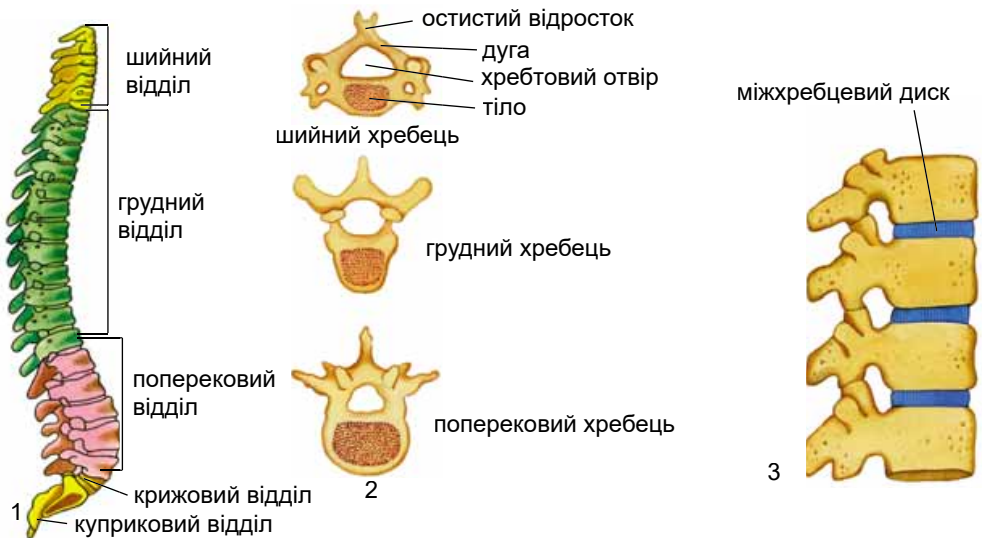 шийний
відділ
грудний
відділ
поперековий
відділ
крижовий відділ
куприковий відділ
1
остистий відросток
дуга
хребтовий отвір
тіло
шийний хребець
грудний хребець
поперековий хребець
2
міжхребцевий диск
3